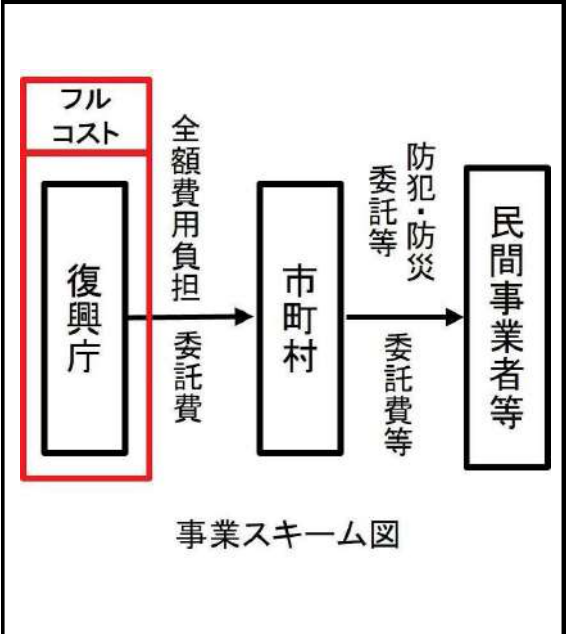 フル
コスト
復興庁
全額費用負担
委託費
市町村
防犯・防災
委託等
委託費等
民間事業者等
事業スキーム図